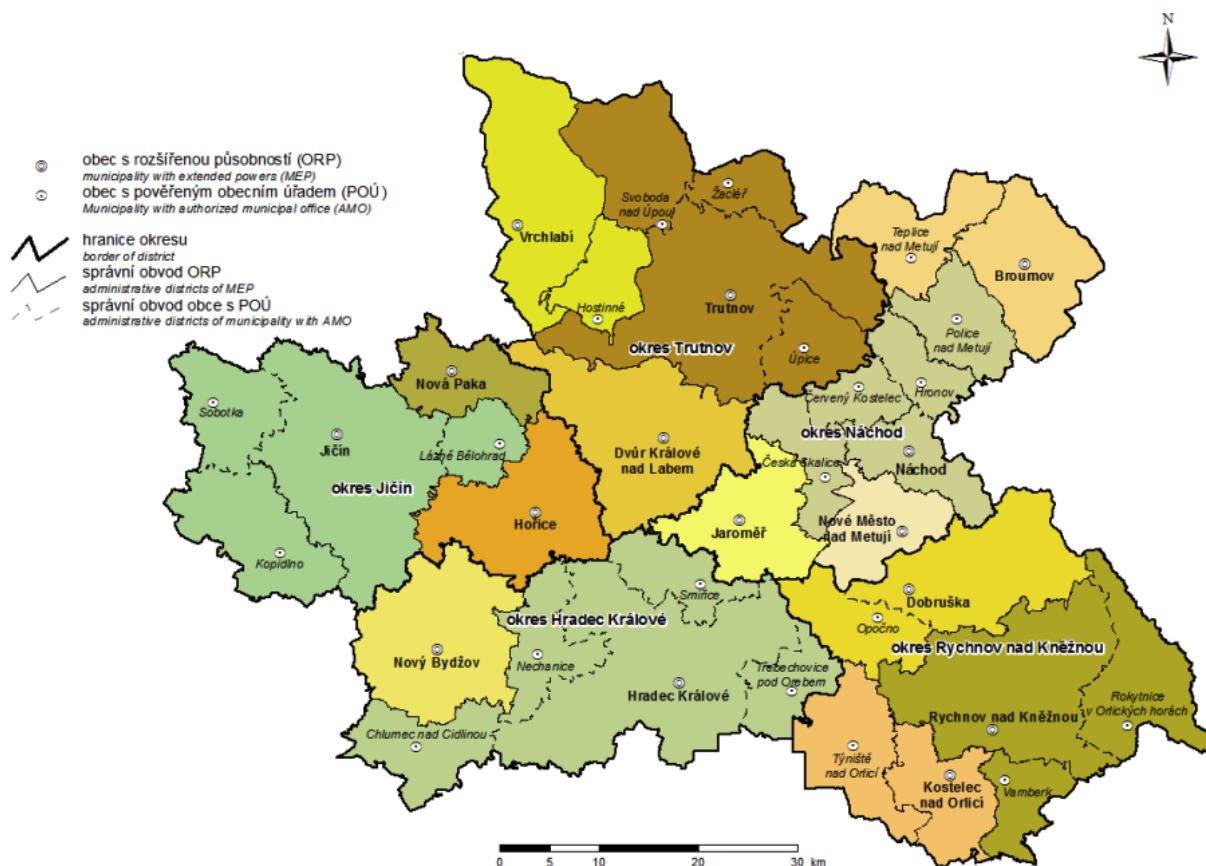 N
obec s rozšířenou působností (ORP)
municipality with extended powers (MEP)
obec s pověřeným obecním úřadem (POÚ)
Municipality with authorized municipal office (AMO)
hranice okresu
border of district
správní obvod ORP
administrative districts of MEP
správní obvod obce s POÚ
administrative districts of municipality with AMO
Vrchlabí
Svoboda
nad Úpou
Žacléř
Teplice
nad Metují
Broumov
Hostinné
Trutnov
okres Trutnov
Úpice
Police
nad Metují
Nová Paka
Sobotka
Jičín
Lázně Bělohrad
okres Jičín
Dvůr Králové
nad Labem
Červený Kostelec
Hronov
okres Náchod
Česká Skalice
Náchod
Hořice
Jaroměř
Nové Město
nad Metují
Kopidlno
Smiřice
Dobruška
okres Hradec Králové
Opočno
okres Rychnov nad Kněžnou
Nový Bydžov
Nechanice
Hradec Králové
Třebechovice
pod Orebem
Rokytnice
v Orlických horách
Rychnov nad Kněžnou
Chlumec nad Cidlinou
Týniště
nad Orlicí
Kostelec
nad Orlicí
Vamberk
0 5 10 20 30 km